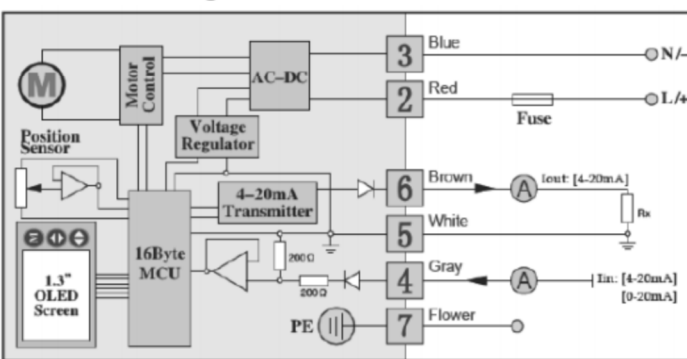 3 Blue N/-
AC-DC
Motor Control
M
2 Red L/+
Fuse
Voltage Regulator
Position Sensor
6 Brown Iout: [4-20mA]
A
4-20mA Transmitter
Rx
5 White
16Byte MCU
200Ω
200Ω
4 Gray Iin: [4-20mA]
A
[0-20mA]
1.3" OLED Screen
PE
7 Flower